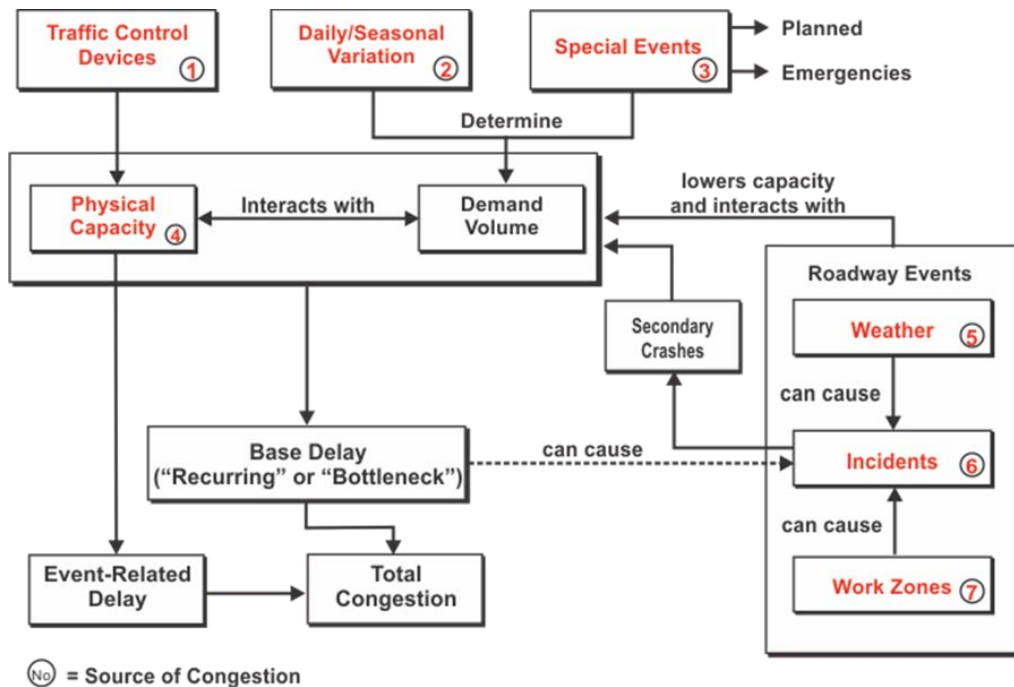 Traffic Control
Devices
1
Daily/Seasonal
Variation
2
Special Events
3
Planned
Emergencies
Determine
Physical
Capacity
4
Interacts with
Demand
Volume
lowers capacity
and interacts with
Roadway Events
Weather
5
can cause
Incidents
6
can cause
Work Zones
7
Secondary
Crashes
Base Delay
(“Recurring” or “Bottleneck”)
can cause
Event-Related
Delay
Total
Congestion
No = Source of Congestion